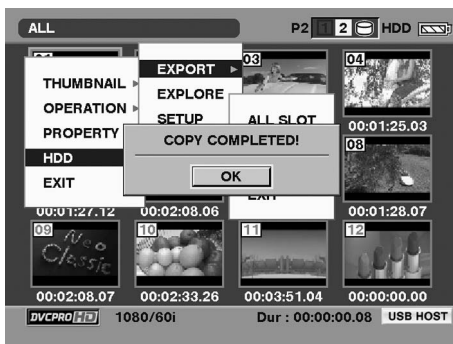 ALL
P2 1 2 HDD
03
04
THUMBNAIL
OPERATION
PROPERTY
HDD
EXIT
EXPORT
EXPLORE
SETUP
ALL SLOT
EXIT
COPY COMPLETED!
OK
00:01:25.03
08
00:01:27.12 00:02:08.06 00:01:28.07
09 10 11 12
Neo
Classic
00:02:08.07 00:02:33.26 00:03:51.04 00:00:00.00
DVCPRO HD 1080/60i Dur : 00:00:00.08 USB HOST